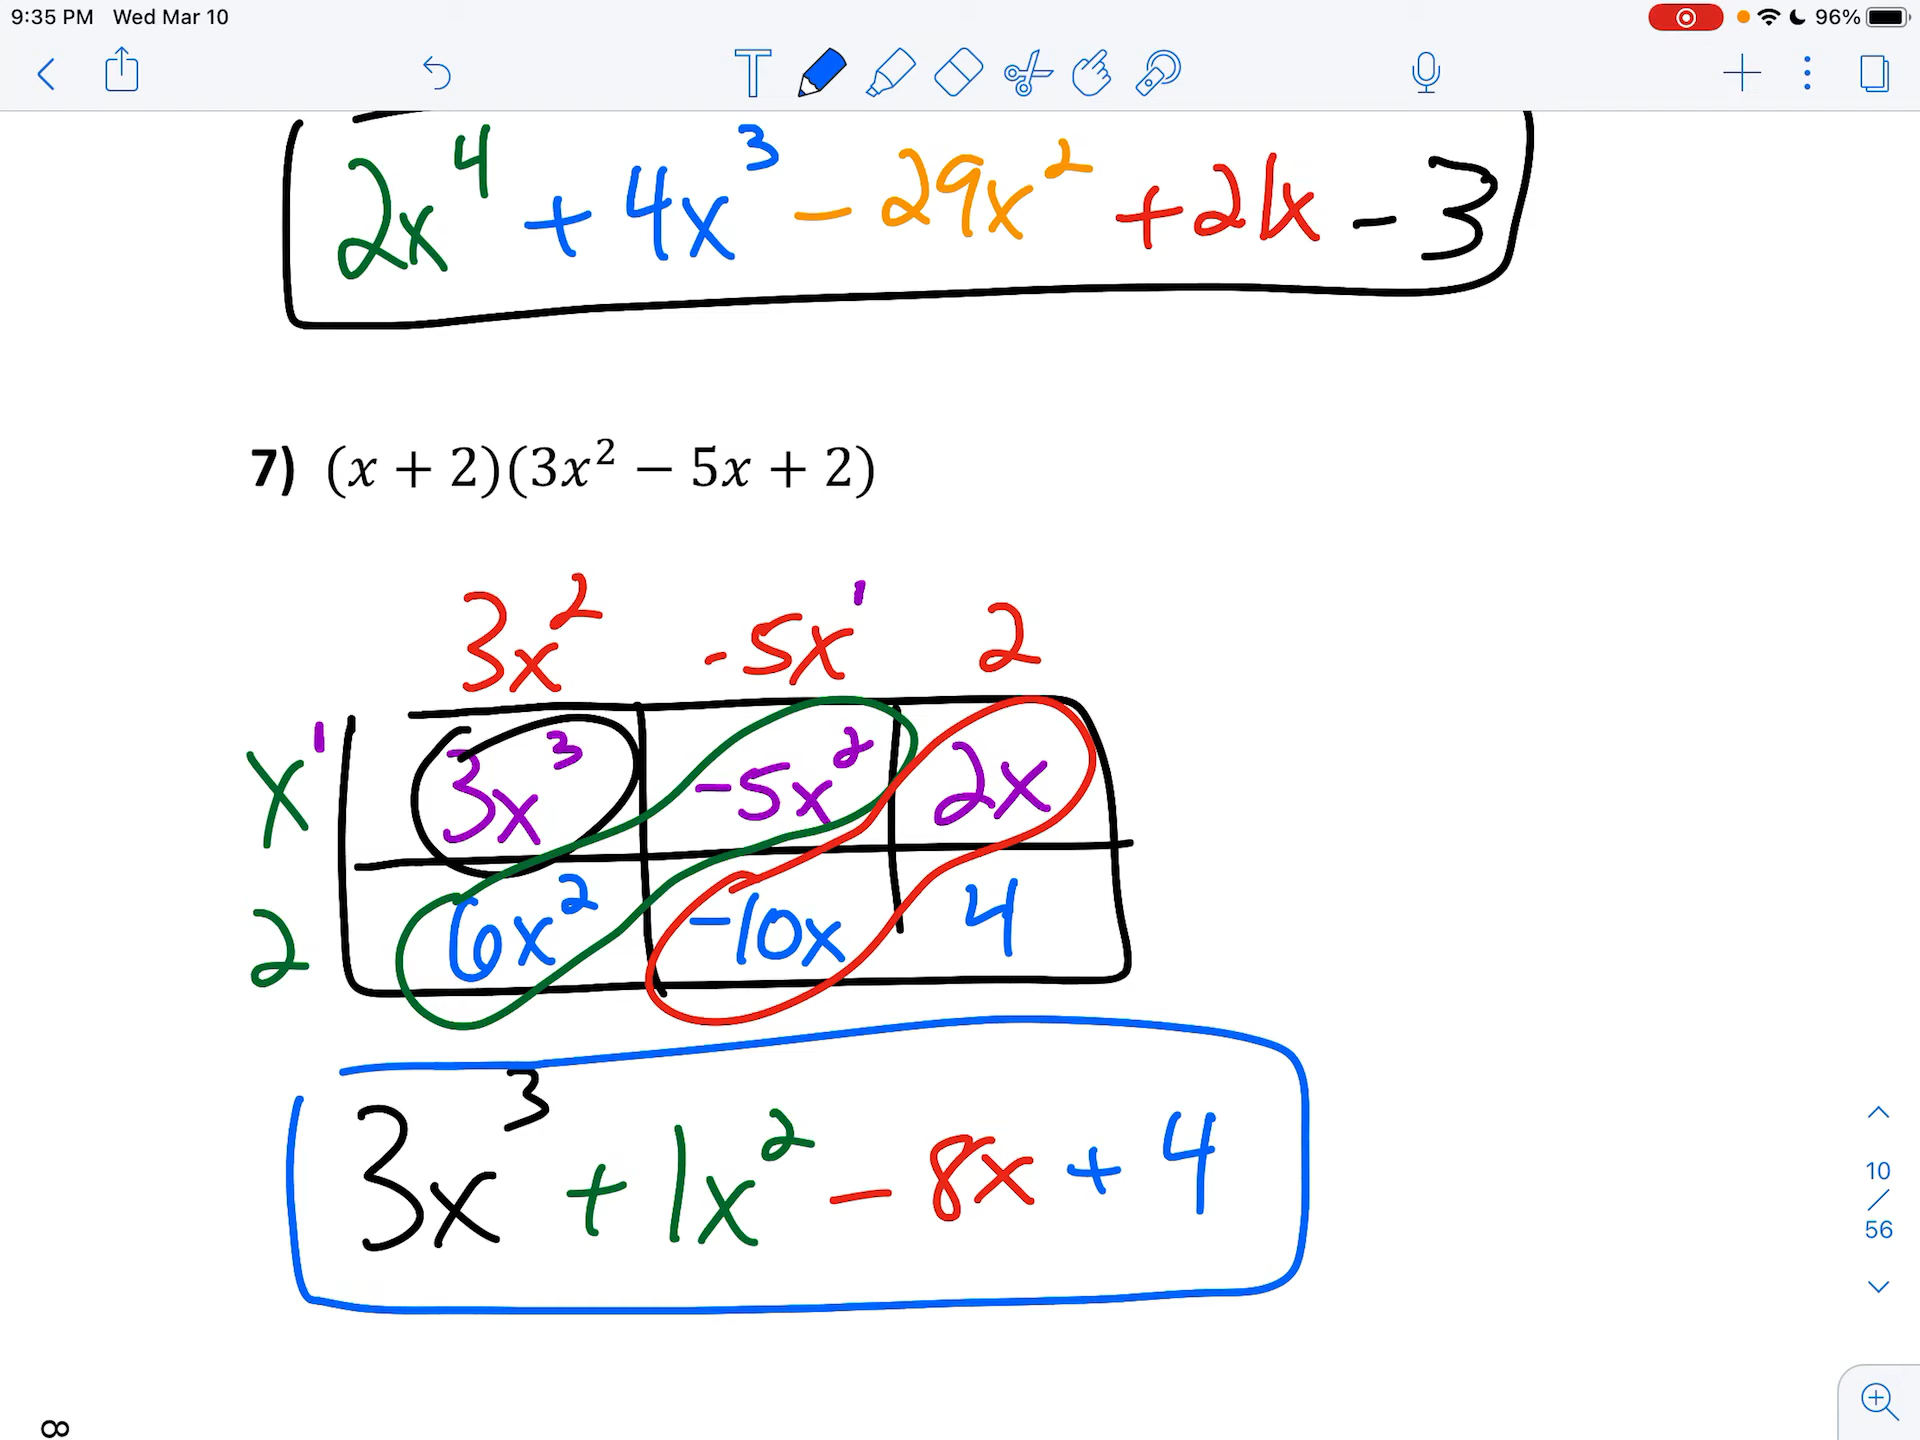 9:35 PM Wed Mar 10 96%
T
2x⁴ + 4x³ - 29x² + 21x - 3
7) (x + 2)(3x² − 5x + 2)
3x² -5x¹ 2
x¹ 3x³ -5x² 2x
2 6x² -10x 4
3x³ + 1x² - 8x + 4
10
/
56
8